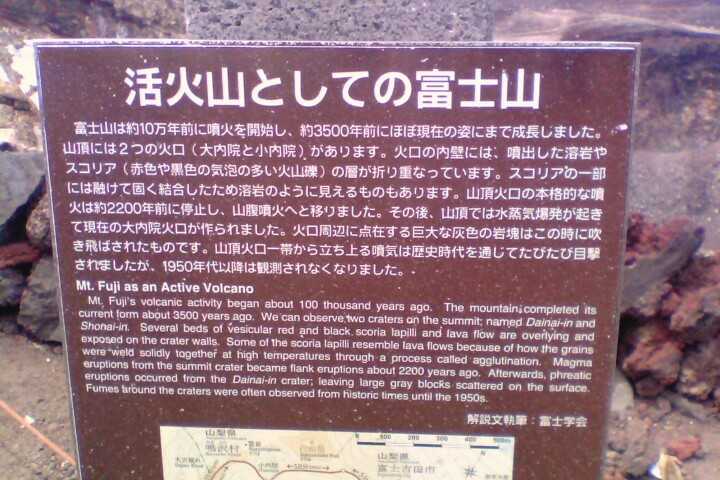 活火山としての富士山
富士山は約10万年前に噴火を開始し、約3500年前にほぼ現在の姿にまで成長しました。
山頂には2つの火口（大内院と小内院）があります。火口の内壁には、噴出した溶岩や
スコリア（赤色や黒色の気泡の多い火山礫）の層が折り重なっています。スコリアの一部
には融けて固く結合したため溶岩のように見えるものもあります。山頂火口の本格的な噴
火は約2200年前に停止し、山腹噴火へと移りました。その後、山頂では水蒸気爆発が起き
て現在の大内院火口が作られました。火口周辺に点在する巨大な灰色の岩塊はこの時に吹
き飛ばされたものです。山頂火口一帯から立ち上る噴気は歴史時代を通じてたびたび目撃
されましたが、1950年代以降は観測されなくなりました。
Mt. Fuji as an Active Volcano
Mt. Fuji's volcanic activity began about 100 thousand years ago. The mountain completed its
current form about 3500 years ago. We can observe two craters on the summit; named Dainai-in and
Shonai-in. Several beds of vesicular red and black scoria lapilli and lava flow are overlying and
exposed on the crater walls. Some of the scoria lapilli resemble lava flows because of how the grains
were weld solidly together at high temperatures through a process called agglutination. Magma
eruptions from the summit crater became flank eruptions about 2200 years ago. Afterwards, phreatic
eruptions occurred from the Dainai-in crater; leaving large gray blocks scattered on the surface.
Fumes around the craters were often observed from historic times until the 1950s.
解説文執筆：富士学会
山梨県
鳴沢村
小内院
山梨県
富士吉田市
0 100 200 300 400 500m